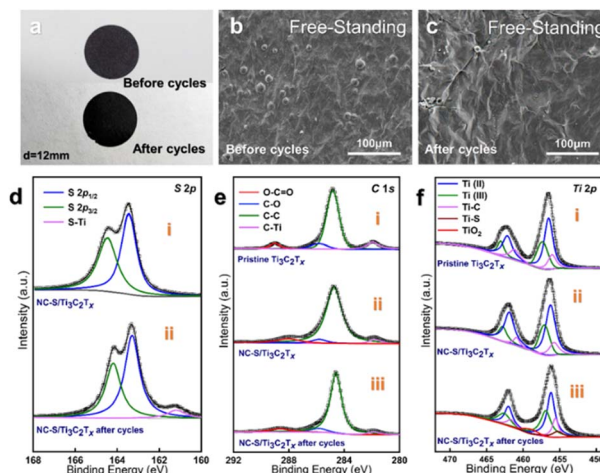 a
Before cycles
After cycles
d=12mm
b
Free-Standing
Before cycles
100μm
c
Free-Standing
After cycles
100μm
d
S 2p
S 2p1/2
S 2p3/2
S-Ti
i
NC-S/Ti3C2Tx
ii
NC-S/Ti3C2Tx after cycles
Intensity (a.u.)
168 166 164 162 160
Binding Energy (eV)
e
C 1s
O-C=O
C-O
C-C
C-Ti
i
Pristine Ti3C2Tx
ii
NC-S/Ti3C2Tx
iii
NC-S/Ti3C2Tx after cycles
Intensity (a.u.)
292 288 284 280
Binding Energy (eV)
f
Ti 2p
Ti (II)
Ti (III)
Ti-C
Ti-S
TiO2
i
Pristine Ti3C2Tx
ii
NC-S/Ti3C2Tx
iii
NC-S/Ti3C2Tx after cycles
Intensity (a.u.)
470 465 460 455 450
Binding Energy (eV)